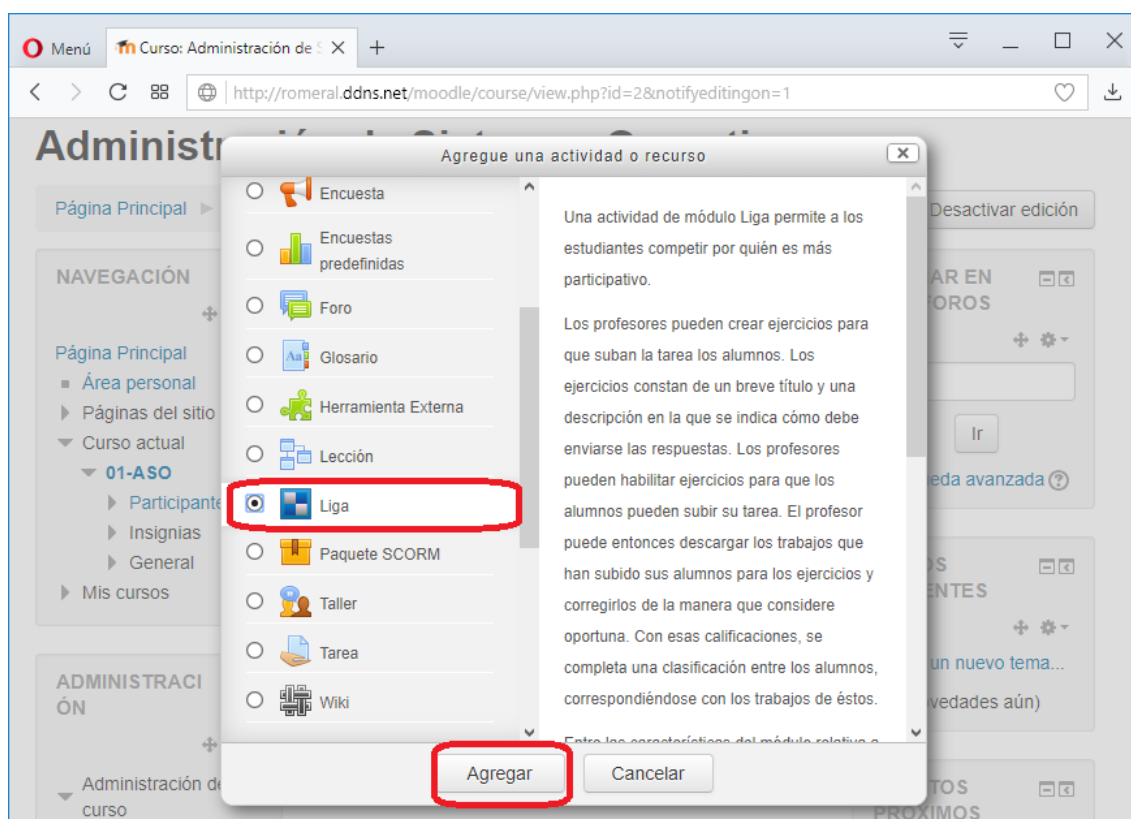 Menú
Curso: Administración de S
http://romeral.ddns.net/moodle/course/view.php?id=2&notifyeditingon=1
Agregue una actividad o recurso
Página Principal
Desactivar edición
NAVEGACIÓN
Página Principal
Área personal
Páginas del sitio
Curso actual
01-ASO
Participante
Insignias
General
Mis cursos
ADMINISTRACI
ÓN
Administración de
curso
Encuesta
Encuestas
predefinidas
Foro
Glosario
Herramienta Externa
Lección
Liga
Paquete SCORM
Taller
Tarea
Wiki
Una actividad de módulo Liga permite a los
estudiantes competir por quién es más
participativo.
Los profesores pueden crear ejercicios para
que suban la tarea los alumnos. Los
ejercicios constan de un breve título y una
descripción en la que se indica cómo debe
enviarse las respuestas. Los profesores
pueden habilitar ejercicios para que los
alumnos pueden subir su tarea. El profesor
puede entonces descargar los trabajos que
han subido sus alumnos para los ejercicios y
corregirlos de la manera que considere
oportuna. Con esas calificaciones, se
completa una clasificación entre los alumnos,
correspondiéndose con los trabajos de éstos.
Agregar
Cancelar
AR EN
FOROS
Ir
eda avanzada
ENTES
un nuevo tema...
vedades aún)
TOS
PRÓXIMOS